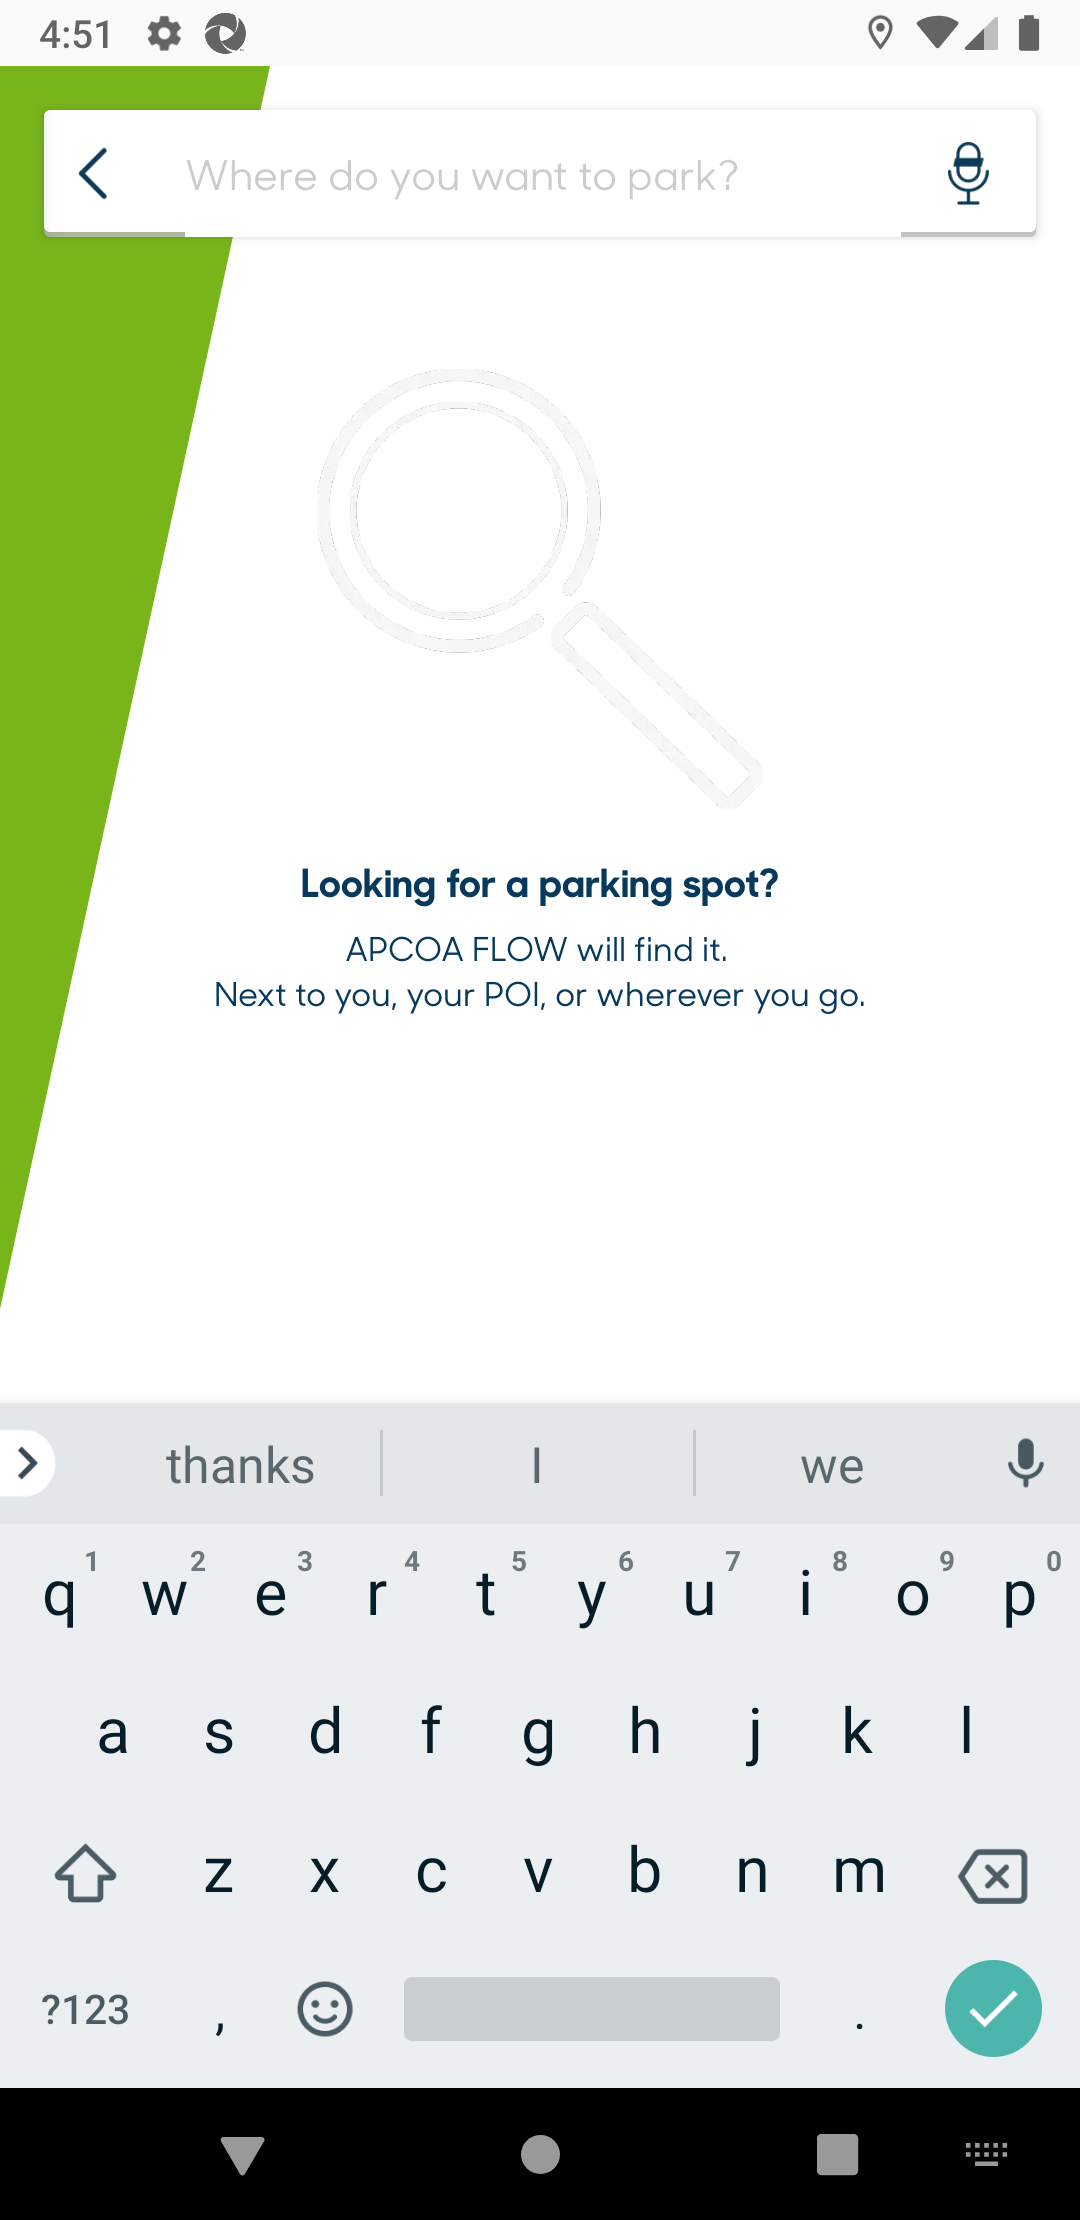 4:51
Where do you want to park?
Looking for a parking spot?
APCOA FLOW will find it.
Next to you, your POI, or wherever you go.
thanks I we
1 2 3 4 5 6 7 8 9 0
q w e r t y u i o p
a s d f g h j k l
z x c v b n m
?123 , .